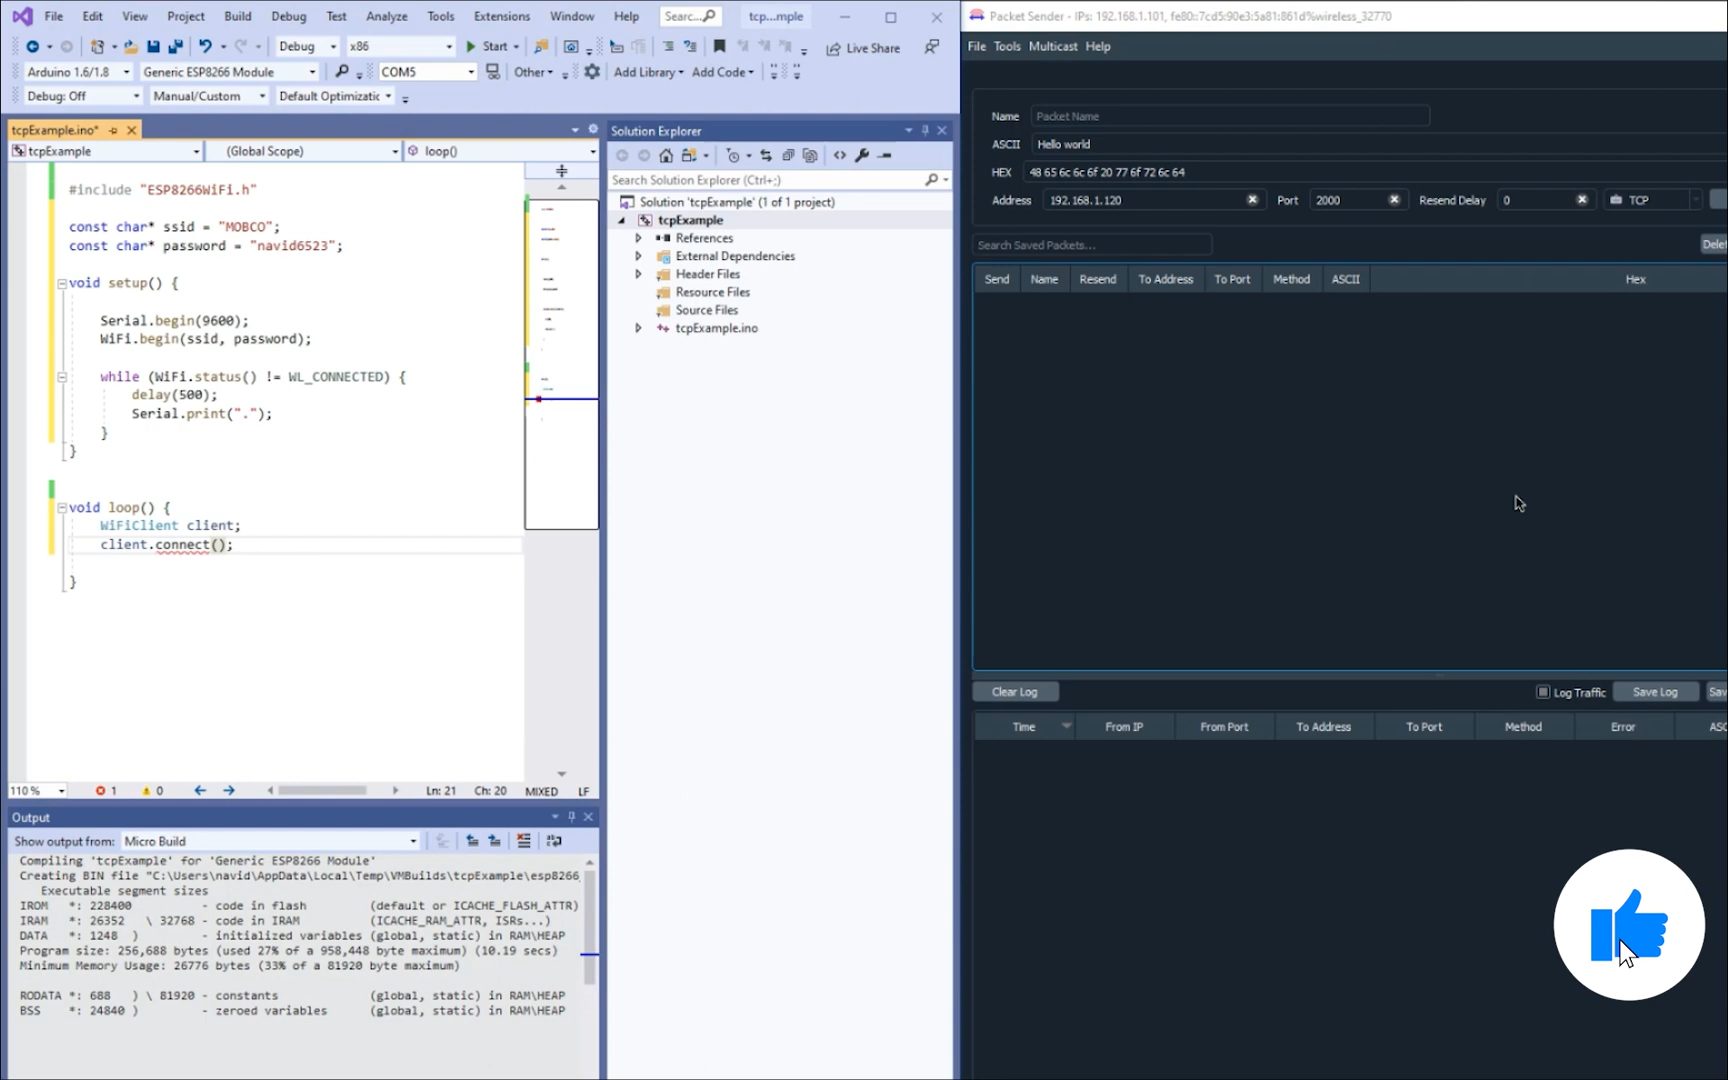 File Edit View Project Build Debug Test Analyze Tools Extensions Window Help Searc... tcp...mple
Debug x86 Start Live Share
Arduino 1.6/1.8 Generic ESP8266 Module COM5 Other Add Library Add Code
Debug: Off Manual/Custom Default Optimizatic
tcpExample.ino*
tcpExample (Global Scope) loop()
#include "ESP8266WiFi.h"
const char* ssid = "MOBCO";
const char* password = "navid6523";
void setup() {
Serial.begin(9600);
WiFi.begin(ssid, password);
while (WiFi.status() != WL_CONNECTED) {
delay(500);
Serial.print(".");
}
}
void loop() {
WiFiClient client;
client.connect();
}
110 % 1 0 Ln: 21 Ch: 20 MIXED LF
Output
Show output from: Micro Build
Compiling 'tcpExample' for 'Generic ESP8266 Module'
Creating BIN file "C:\Users\navid\AppData\Local\Temp\VMBuilds\tcpExample\esp8266_
Executable segment sizes
IROM *: 228400 - code in flash (default or ICACHE_FLASH_ATTR)
IRAM *: 26352 \ 32768 - code in IRAM (ICACHE_RAM_ATTR, ISRs...)
DATA *: 1248 ) - initialized variables (global, static) in RAM\HEAP
Program size: 256,688 bytes (used 27% of a 958,448 byte maximum) (10.19 secs)
Minimum Memory Usage: 26776 bytes (33% of a 81920 byte maximum)
RODATA *: 688 ) \ 81920 - constants (global, static) in RAM\HEAP
BSS *: 24840 ) - zeroed variables (global, static) in RAM\HEAP
Solution Explorer
Search Solution Explorer (Ctrl+;)
Solution 'tcpExample' (1 of 1 project)
tcpExample
References
External Dependencies
Header Files
Resource Files
Source Files
tcpExample.ino
Packet Sender - IPs: 192.168.1.101, fe80::7cd5:90e3:5a81:861d%wireless_32770
File Tools Multicast Help
Name Packet Name
ASCII Hello world
HEX 48 65 6c 6c 6f 20 77 6f 72 6c 64
Address 192.168.1.120 Port 2000 Resend Delay 0 TCP
Search Saved Packets... Delet
Send Name Resend To Address To Port Method ASCII Hex
Clear Log Log Traffic Save Log Sav
Time From IP From Port To Address To Port Method Error ASC